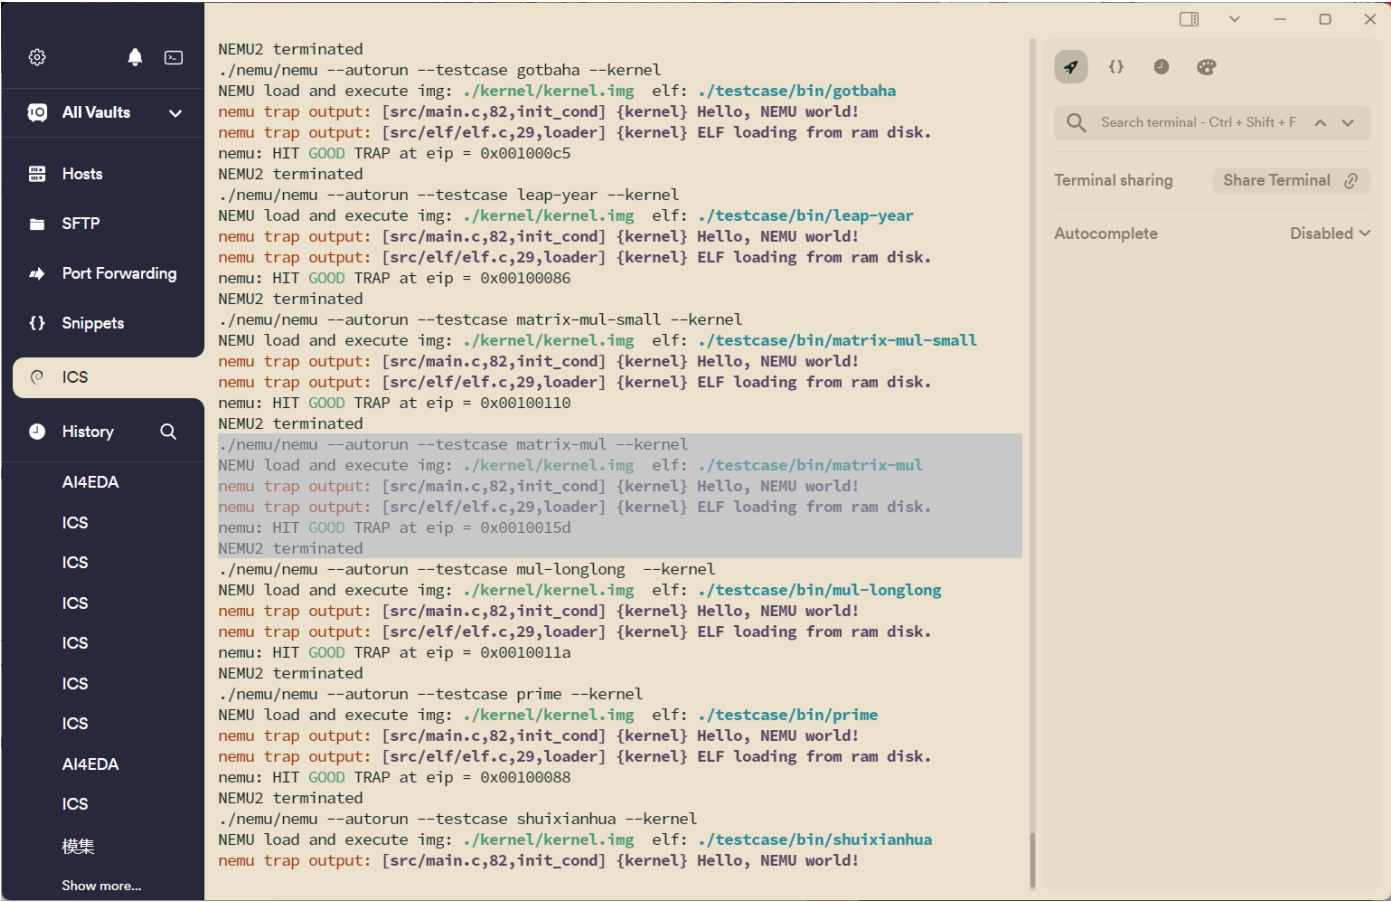 All Vaults
Hosts
SFTP
Port Forwarding
{} Snippets
ICS
History
AI4EDA
ICS
ICS
ICS
ICS
ICS
ICS
AI4EDA
ICS
模集
Show more...
NEMU2 terminated
./nemu/nemu --autorun --testcase gotbaha --kernel
NEMU load and execute img: ./kernel/kernel.img  elf: ./testcase/bin/gotbaha
nemu trap output: [src/main.c,82,init_cond] {kernel} Hello, NEMU world!
nemu trap output: [src/elf/elf.c,29,loader] {kernel} ELF loading from ram disk.
nemu: HIT GOOD TRAP at eip = 0x001000c5
NEMU2 terminated
./nemu/nemu --autorun --testcase leap-year --kernel
NEMU load and execute img: ./kernel/kernel.img  elf: ./testcase/bin/leap-year
nemu trap output: [src/main.c,82,init_cond] {kernel} Hello, NEMU world!
nemu trap output: [src/elf/elf.c,29,loader] {kernel} ELF loading from ram disk.
nemu: HIT GOOD TRAP at eip = 0x00100086
NEMU2 terminated
./nemu/nemu --autorun --testcase matrix-mul-small --kernel
NEMU load and execute img: ./kernel/kernel.img  elf: ./testcase/bin/matrix-mul-small
nemu trap output: [src/main.c,82,init_cond] {kernel} Hello, NEMU world!
nemu trap output: [src/elf/elf.c,29,loader] {kernel} ELF loading from ram disk.
nemu: HIT GOOD TRAP at eip = 0x00100110
NEMU2 terminated
./nemu/nemu --autorun --testcase matrix-mul --kernel
NEMU load and execute img: ./kernel/kernel.img  elf: ./testcase/bin/matrix-mul
nemu trap output: [src/main.c,82,init_cond] {kernel} Hello, NEMU world!
nemu trap output: [src/elf/elf.c,29,loader] {kernel} ELF loading from ram disk.
nemu: HIT GOOD TRAP at eip = 0x0010015d
NEMU2 terminated
./nemu/nemu --autorun --testcase mul-longlong  --kernel
NEMU load and execute img: ./kernel/kernel.img  elf: ./testcase/bin/mul-longlong
nemu trap output: [src/main.c,82,init_cond] {kernel} Hello, NEMU world!
nemu trap output: [src/elf/elf.c,29,loader] {kernel} ELF loading from ram disk.
nemu: HIT GOOD TRAP at eip = 0x0010011a
NEMU2 terminated
./nemu/nemu --autorun --testcase prime --kernel
NEMU load and execute img: ./kernel/kernel.img  elf: ./testcase/bin/prime
nemu trap output: [src/main.c,82,init_cond] {kernel} Hello, NEMU world!
nemu trap output: [src/elf/elf.c,29,loader] {kernel} ELF loading from ram disk.
nemu: HIT GOOD TRAP at eip = 0x00100088
NEMU2 terminated
./nemu/nemu --autorun --testcase shuixianhua --kernel
NEMU load and execute img: ./kernel/kernel.img  elf: ./testcase/bin/shuixianhua
nemu trap output: [src/main.c,82,init_cond] {kernel} Hello, NEMU world!
{}
Search terminal - Ctrl + Shift + F
Terminal sharing Share Terminal
Autocomplete Disabled